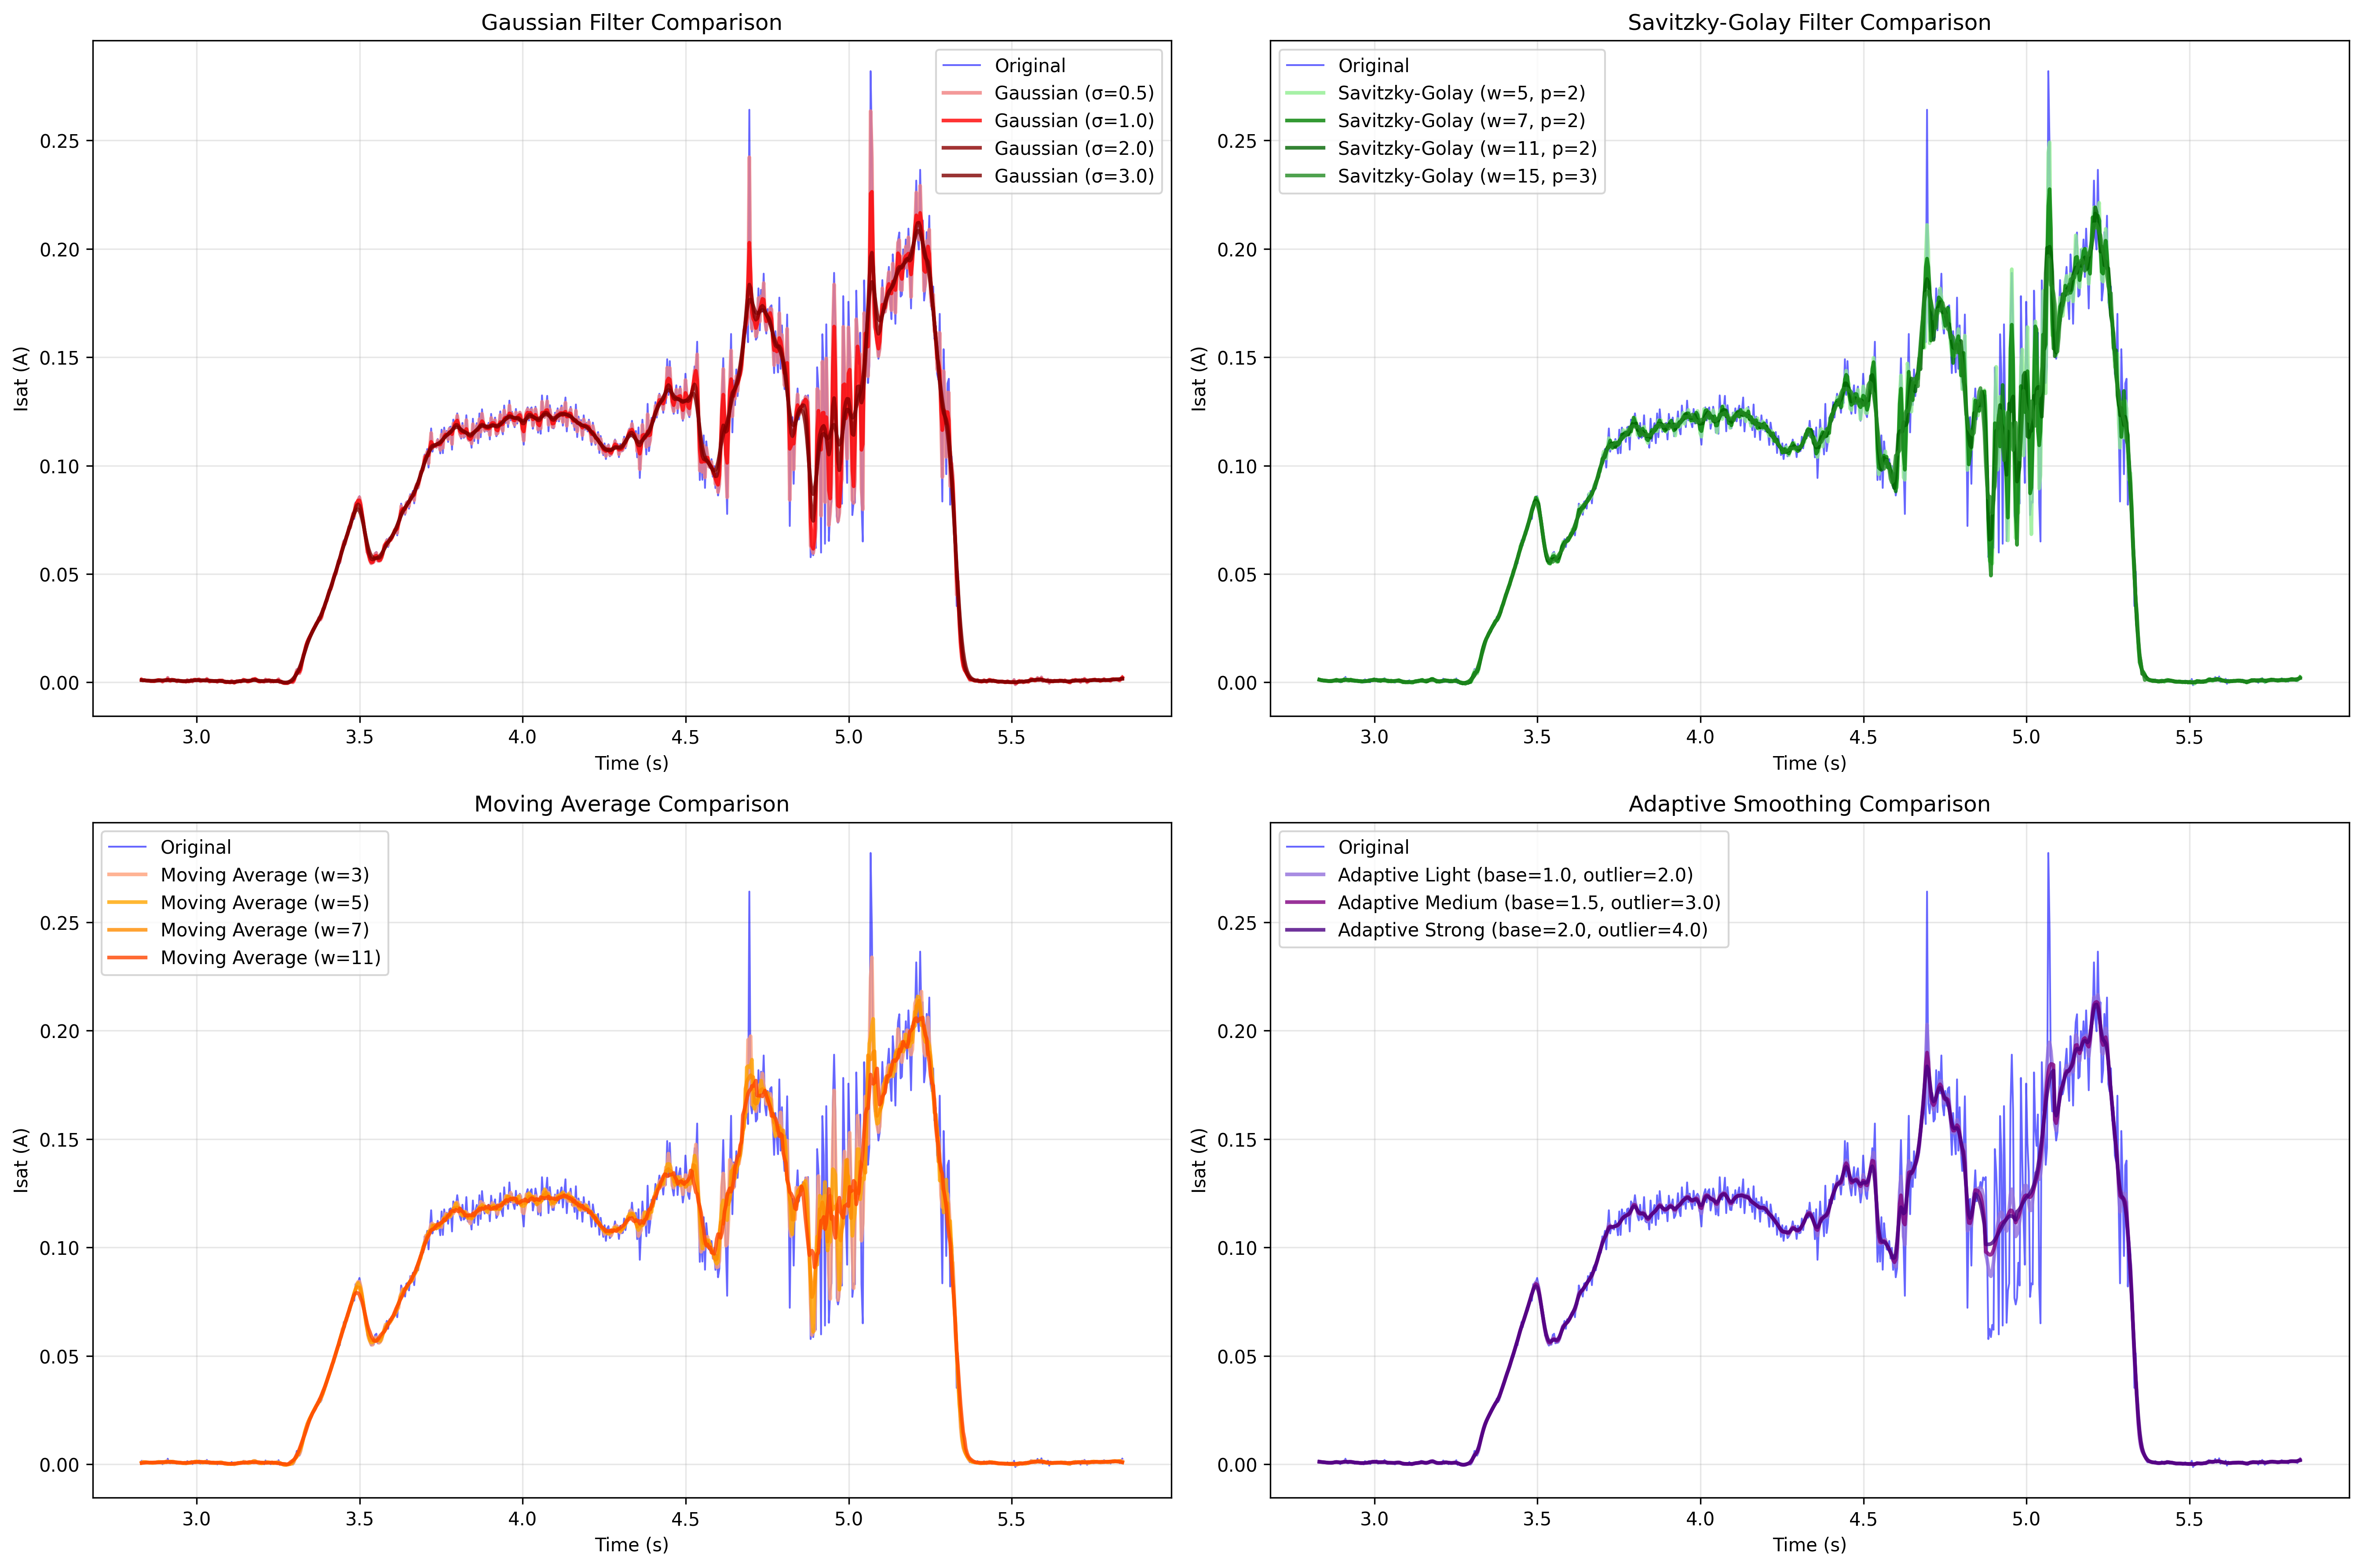 Gaussian Filter Comparison
Original
Gaussian (σ=0.5)
Gaussian (σ=1.0)
Gaussian (σ=2.0)
Gaussian (σ=3.0)
Isat (A)
0.25
0.20
0.15
0.10
0.05
0.00
3.0 3.5 4.0 4.5 5.0 5.5
Time (s)
Savitzky-Golay Filter Comparison
Original
Savitzky-Golay (w=5, p=2)
Savitzky-Golay (w=7, p=2)
Savitzky-Golay (w=11, p=2)
Savitzky-Golay (w=15, p=3)
Isat (A)
0.25
0.20
0.15
0.10
0.05
0.00
3.0 3.5 4.0 4.5 5.0 5.5
Time (s)
Moving Average Comparison
Original
Moving Average (w=3)
Moving Average (w=5)
Moving Average (w=7)
Moving Average (w=11)
Isat (A)
0.25
0.20
0.15
0.10
0.05
0.00
3.0 3.5 4.0 4.5 5.0 5.5
Time (s)
Adaptive Smoothing Comparison
Original
Adaptive Light (base=1.0, outlier=2.0)
Adaptive Medium (base=1.5, outlier=3.0)
Adaptive Strong (base=2.0, outlier=4.0)
Isat (A)
0.25
0.20
0.15
0.10
0.05
0.00
3.0 3.5 4.0 4.5 5.0 5.5
Time (s)